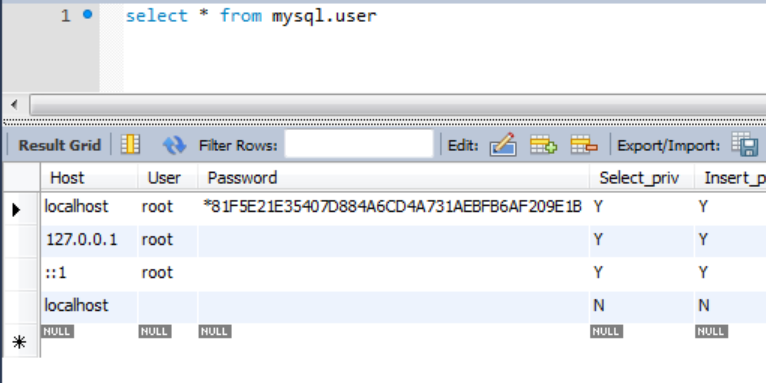 1 select * from mysql.user
Result Grid Filter Rows: Edit: Export/Import:
Host User Password Select_priv Insert_p
localhost root *81F5E21E35407D884A6CD4A731AEBFB6AF209E1B Y Y
127.0.0.1 root Y Y
::1 root Y Y
localhost N N
NULL NULL NULL NULL NULL